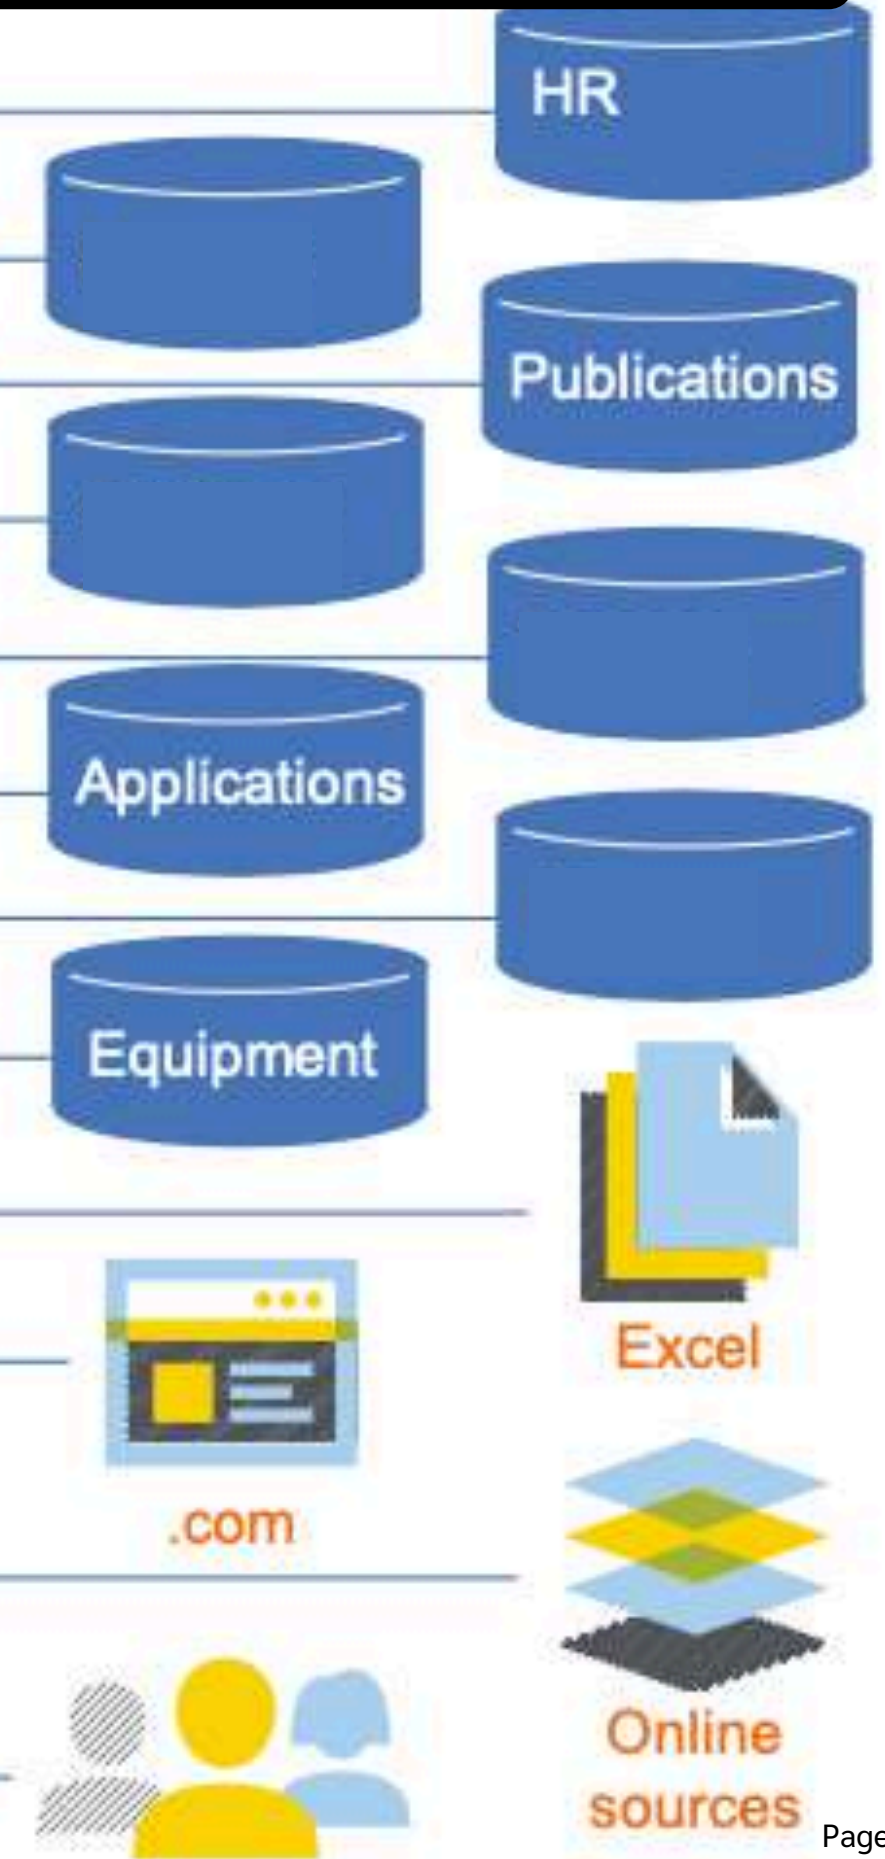 HR
Publications
Applications
Equipment
Excel
.com
Online
sources
Page